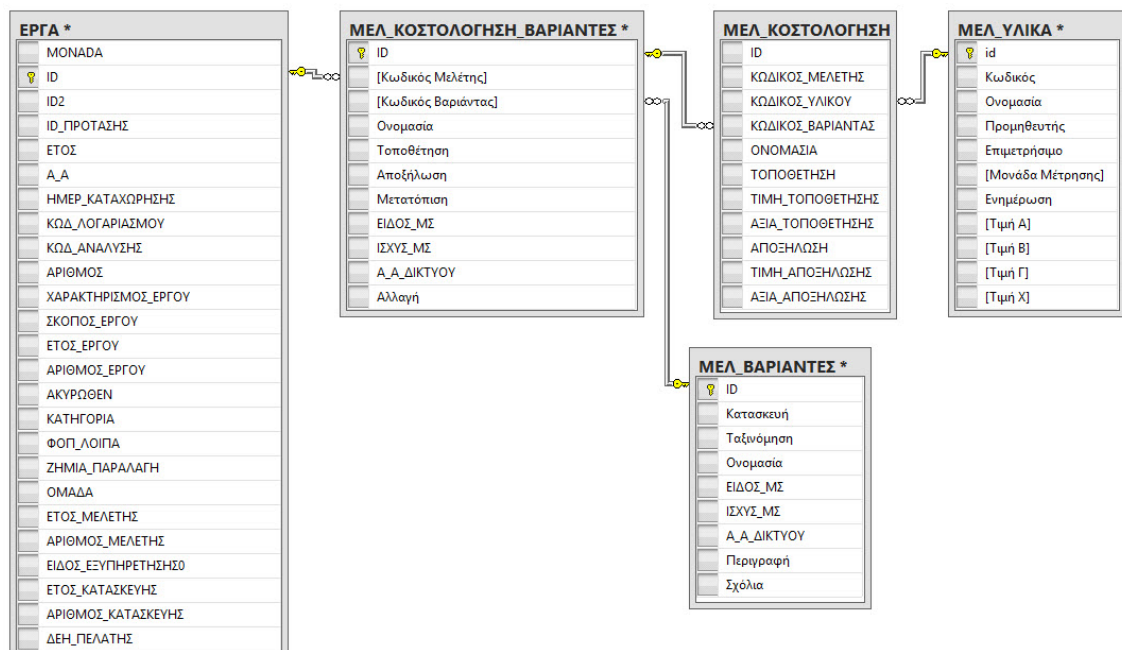 ΕΡΓΑ *
MONADA
ID
ID2
ID_ΠΡΟΤΑΣΗΣ
ΕΤΟΣ
Α_Α
ΗΜΕΡ_ΚΑΤΑΧΩΡΗΣΗΣ
ΚΩΔ_ΛΟΓΑΡΙΑΣΜΟΥ
ΚΩΔ_ΑΝΑΛΥΣΗΣ
ΑΡΙΘΜΟΣ
ΧΑΡΑΚΤΗΡΙΣΜΟΣ_ΕΡΓΟΥ
ΣΚΟΠΟΣ_ΕΡΓΟΥ
ΕΤΟΣ_ΕΡΓΟΥ
ΑΡΙΘΜΟΣ_ΕΡΓΟΥ
ΑΚΥΡΩΘΕΝ
ΚΑΤΗΓΟΡΙΑ
ΦΟΠ_ΛΟΙΠΑ
ΖΗΜΙΑ_ΠΑΡΑΛΑΓΗ
ΟΜΑΔΑ
ΕΤΟΣ_ΜΕΛΕΤΗΣ
ΑΡΙΘΜΟΣ_ΜΕΛΕΤΗΣ
ΕΙΔΟΣ_ΕΞΥΠΗΡΕΤΗΣΗΣ0
ΕΤΟΣ_ΚΑΤΑΣΚΕΥΗΣ
ΑΡΙΘΜΟΣ_ΚΑΤΑΣΚΕΥΗΣ
ΔΕΗ_ΠΕΛΑΤΗΣ
ΜΕΛ_ΚΟΣΤΟΛΟΓΗΣΗ_ΒΑΡΙΑΝΤΕΣ *
ID
[Κωδικός Μελέτης]
[Κωδικός Βαριάντας]
Ονομασία
Τοποθέτηση
Αποξήλωση
Μετατόπιση
ΕΙΔΟΣ_ΜΣ
ΙΣΧΥΣ_ΜΣ
Α_Α_ΔΙΚΤΥΟΥ
Αλλαγή
ΜΕΛ_ΚΟΣΤΟΛΟΓΗΣΗ
ID
ΚΩΔΙΚΟΣ_ΜΕΛΕΤΗΣ
ΚΩΔΙΚΟΣ_ΥΛΙΚΟΥ
ΚΩΔΙΚΟΣ_ΒΑΡΙΑΝΤΑΣ
ΟΝΟΜΑΣΙΑ
ΤΟΠΟΘΕΤΗΣΗ
ΤΙΜΗ_ΤΟΠΟΘΕΤΗΣΗΣ
ΑΞΙΑ_ΤΟΠΟΘΕΤΗΣΗΣ
ΑΠΟΞΗΛΩΣΗ
ΤΙΜΗ_ΑΠΟΞΗΛΩΣΗΣ
ΑΞΙΑ_ΑΠΟΞΗΛΩΣΗΣ
ΜΕΛ_ΥΛΙΚΑ *
id
Κωδικός
Ονομασία
Προμηθευτής
Επιμετρήσιμο
[Μονάδα Μέτρησης]
Ενημέρωση
[Τιμή Α]
[Τιμή Β]
[Τιμή Γ]
[Τιμή Χ]
ΜΕΛ_ΒΑΡΙΑΝΤΕΣ *
ID
Κατασκευή
Ταξινόμηση
Ονομασία
ΕΙΔΟΣ_ΜΣ
ΙΣΧΥΣ_ΜΣ
Α_Α_ΔΙΚΤΥΟΥ
Περιγραφή
Σχόλια